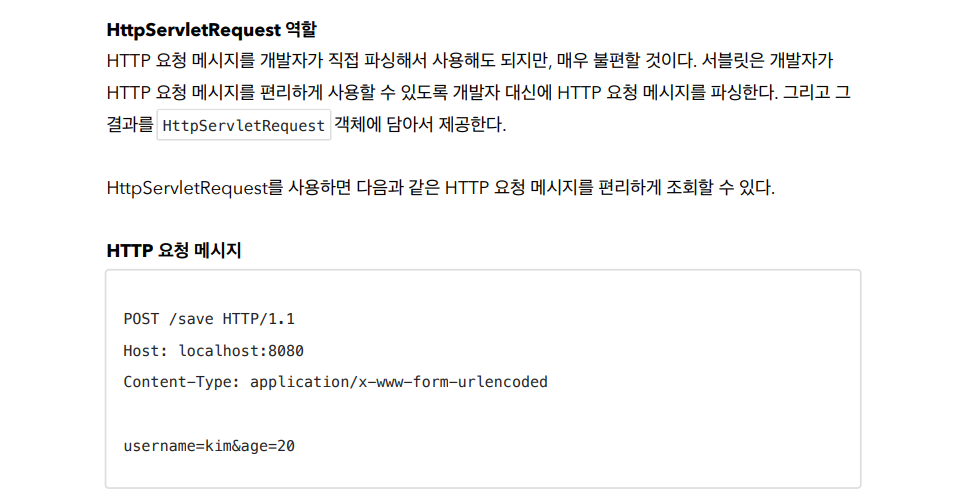 HttpServletRequest 역할
HTTP 요청 메시지를 개발자가 직접 파싱해서 사용해도 되지만, 매우 불편할 것이다. 서블릿은 개발자가
HTTP 요청 메시지를 편리하게 사용할 수 있도록 개발자 대신에 HTTP 요청 메시지를 파싱한다. 그리고 그
결과를 HttpServletRequest 객체에 담아서 제공한다.
HttpServletRequest를 사용하면 다음과 같은 HTTP 요청 메시지를 편리하게 조회할 수 있다.
HTTP 요청 메시지
POST /save HTTP/1.1
Host: localhost:8080
Content-Type: application/x-www-form-urlencoded
username=kim&age=20